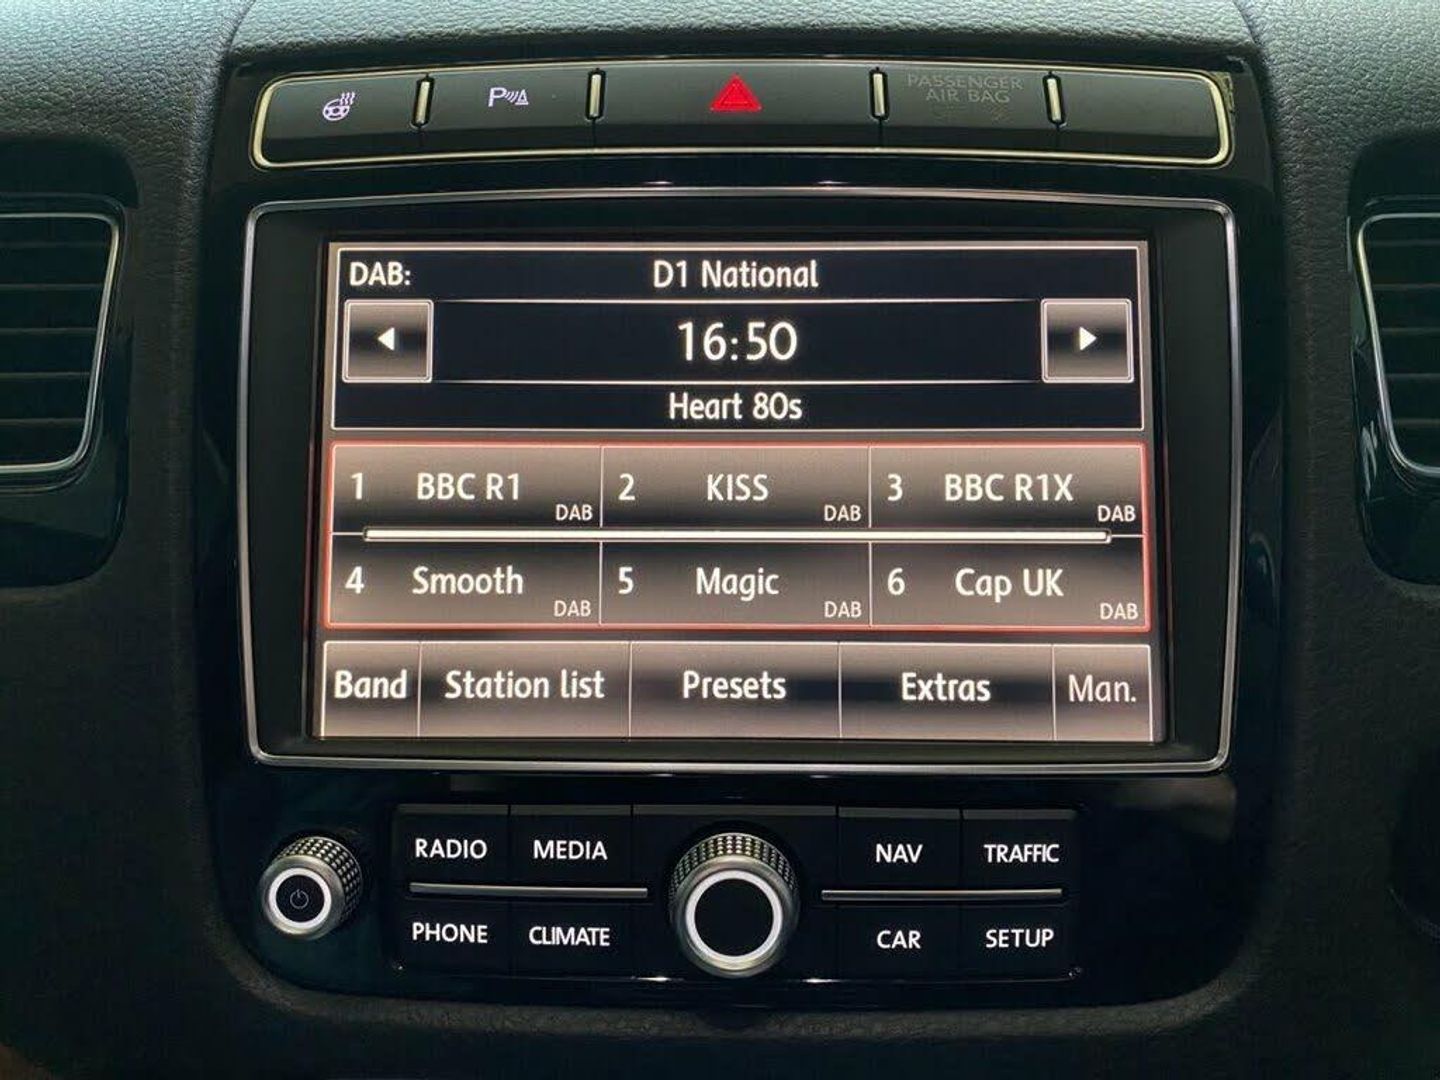 P
PASSENGER
AIR BAG
DAB: D1 National
16:50
Heart 80s
1 BBC R1 DAB 2 KISS DAB 3 BBC R1X DAB
4 Smooth DAB 5 Magic DAB 6 Cap UK DAB
Band Station list Presets Extras Man.
RADIO MEDIA NAV TRAFFIC
PHONE CLIMATE CAR SETUP